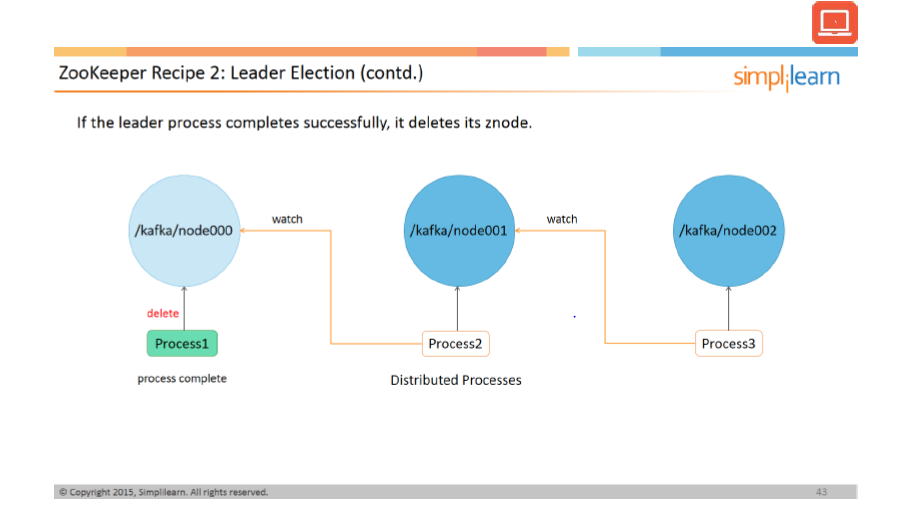 ZooKeeper Recipe 2: Leader Election (contd.)
simplilearn
If the leader process completes successfully, it deletes its znode.
watch
watch
/kafka/node000
/kafka/node001
/kafka/node002
delete
Process1
Process2
Process3
process complete
Distributed Processes
© Copyright 2015, Simplilearn. All rights reserved.
43